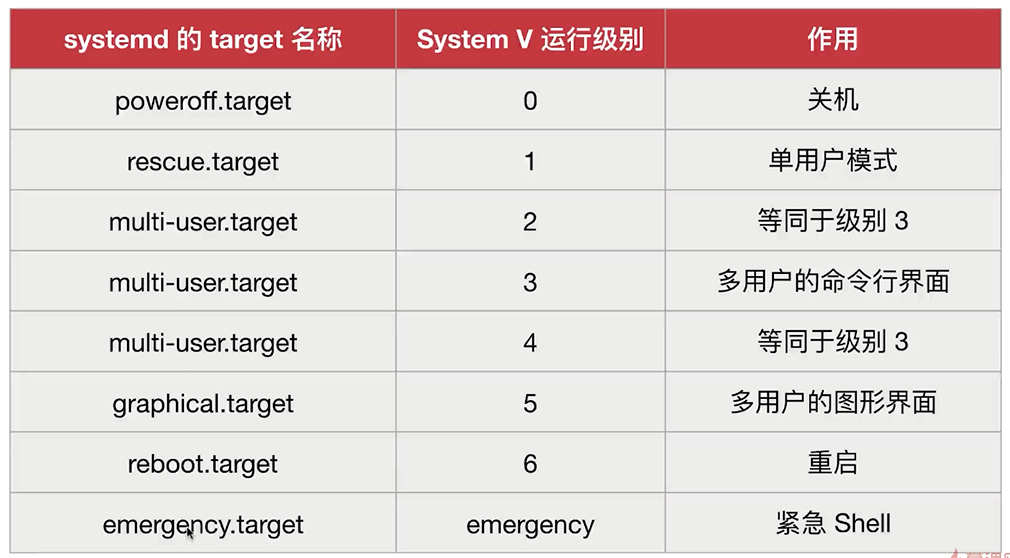 systemd 的 target 名称 System V 运行级别 作用
poweroff.target 0 关机
rescue.target 1 单用户模式
multi-user.target 2 等同于级别 3
multi-user.target 3 多用户的命令行界面
multi-user.target 4 等同于级别 3
graphical.target 5 多用户的图形界面
reboot.target 6 重启
emergency.target emergency 紧急 Shell